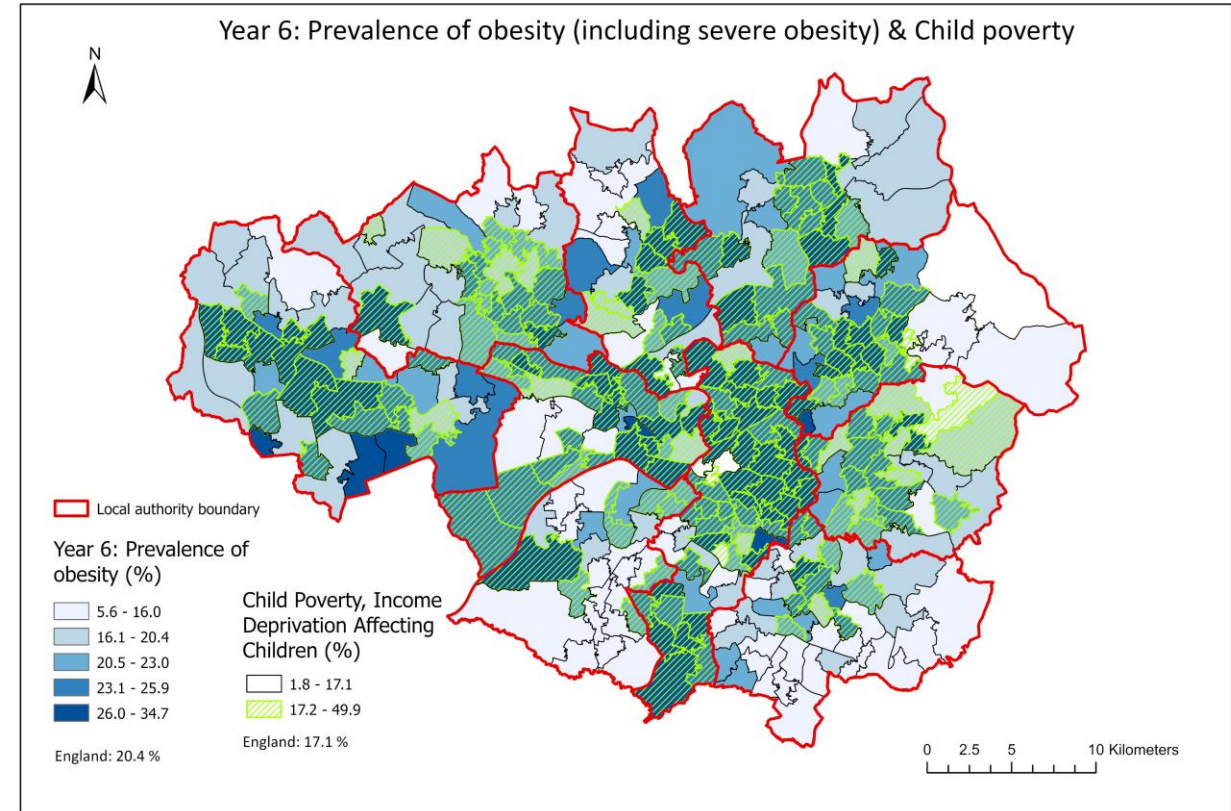 Year 6: Prevalence of obesity (including severe obesity) & Child poverty
N
Local authority boundary
Year 6: Prevalence of
obesity (%)
5.6 - 16.0
16.1 - 20.4
20.5 - 23.0
23.1 - 25.9
26.0 - 34.7
England: 20.4 %
Child Poverty, Income
Deprivation Affecting
Children (%)
1.8 - 17.1
17.2 - 49.9
England: 17.1 %
0 2.5 5 10 Kilometers